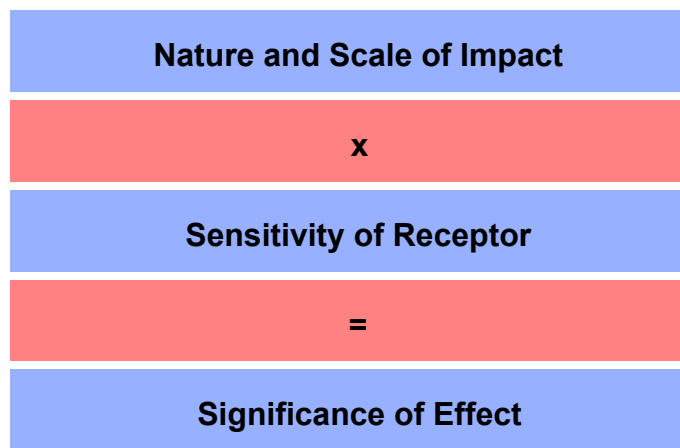 Nature and Scale of Impact
x
Sensitivity of Receptor
=
Significance of Effect